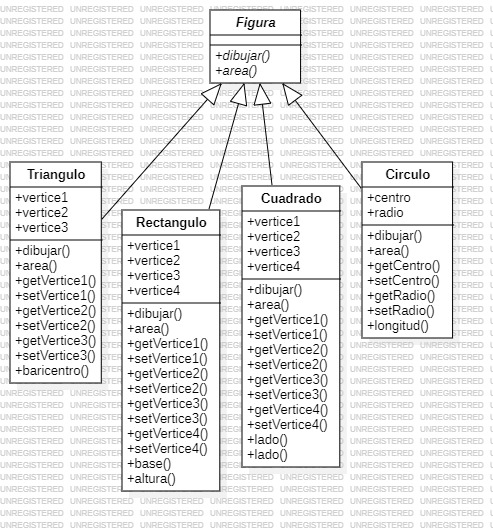 Figura
+dibujar()
+area()
Triangulo
+vertice1
+vertice2
+vertice3
+dibujar()
+area()
+getVertice1()
+setVertice1()
+getVertice2()
+setVertice2()
+getVertice3()
+setVertice3()
+baricentro()
Rectangulo
+vertice1
+vertice2
+vertice3
+vertice4
+dibujar()
+area()
+getVertice1()
+setVertice1()
+getVertice2()
+setVertice2()
+getVertice3()
+setVertice3()
+getVertice4()
+setVertice4()
+base()
+altura()
Cuadrado
+vertice1
+vertice2
+vertice3
+vertice4
+dibujar()
+area()
+getVertice1()
+setVertice1()
+getVertice2()
+setVertice2()
+getVertice3()
+setVertice3()
+getVertice4()
+setVertice4()
+lado()
+lado()
Circulo
+centro
+radio
+dibujar()
+area()
+getCentro()
+setCentro()
+getRadio()
+setRadio()
+longitud()
UNREGISTERED